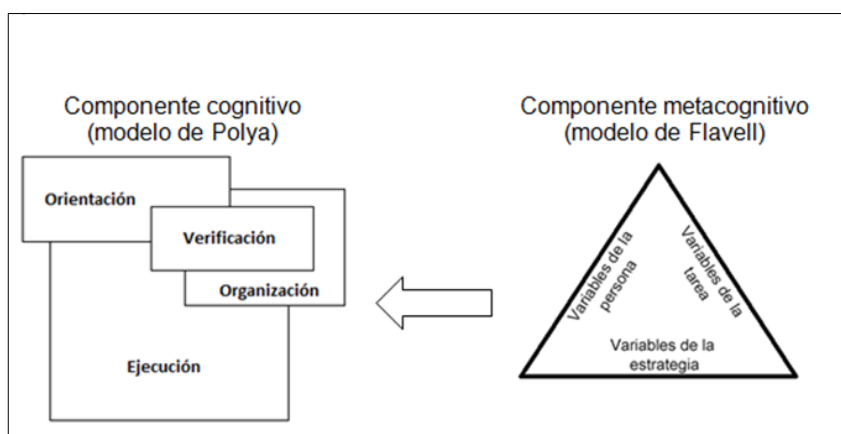 Componente cognitivo
(modelo de Polya)
Orientación
Verificación
Organización
Ejecución
Componente metacognitivo
(modelo de Flavell)
Variables de la
persona
Variables de la
tarea
Variables de la
estrategia